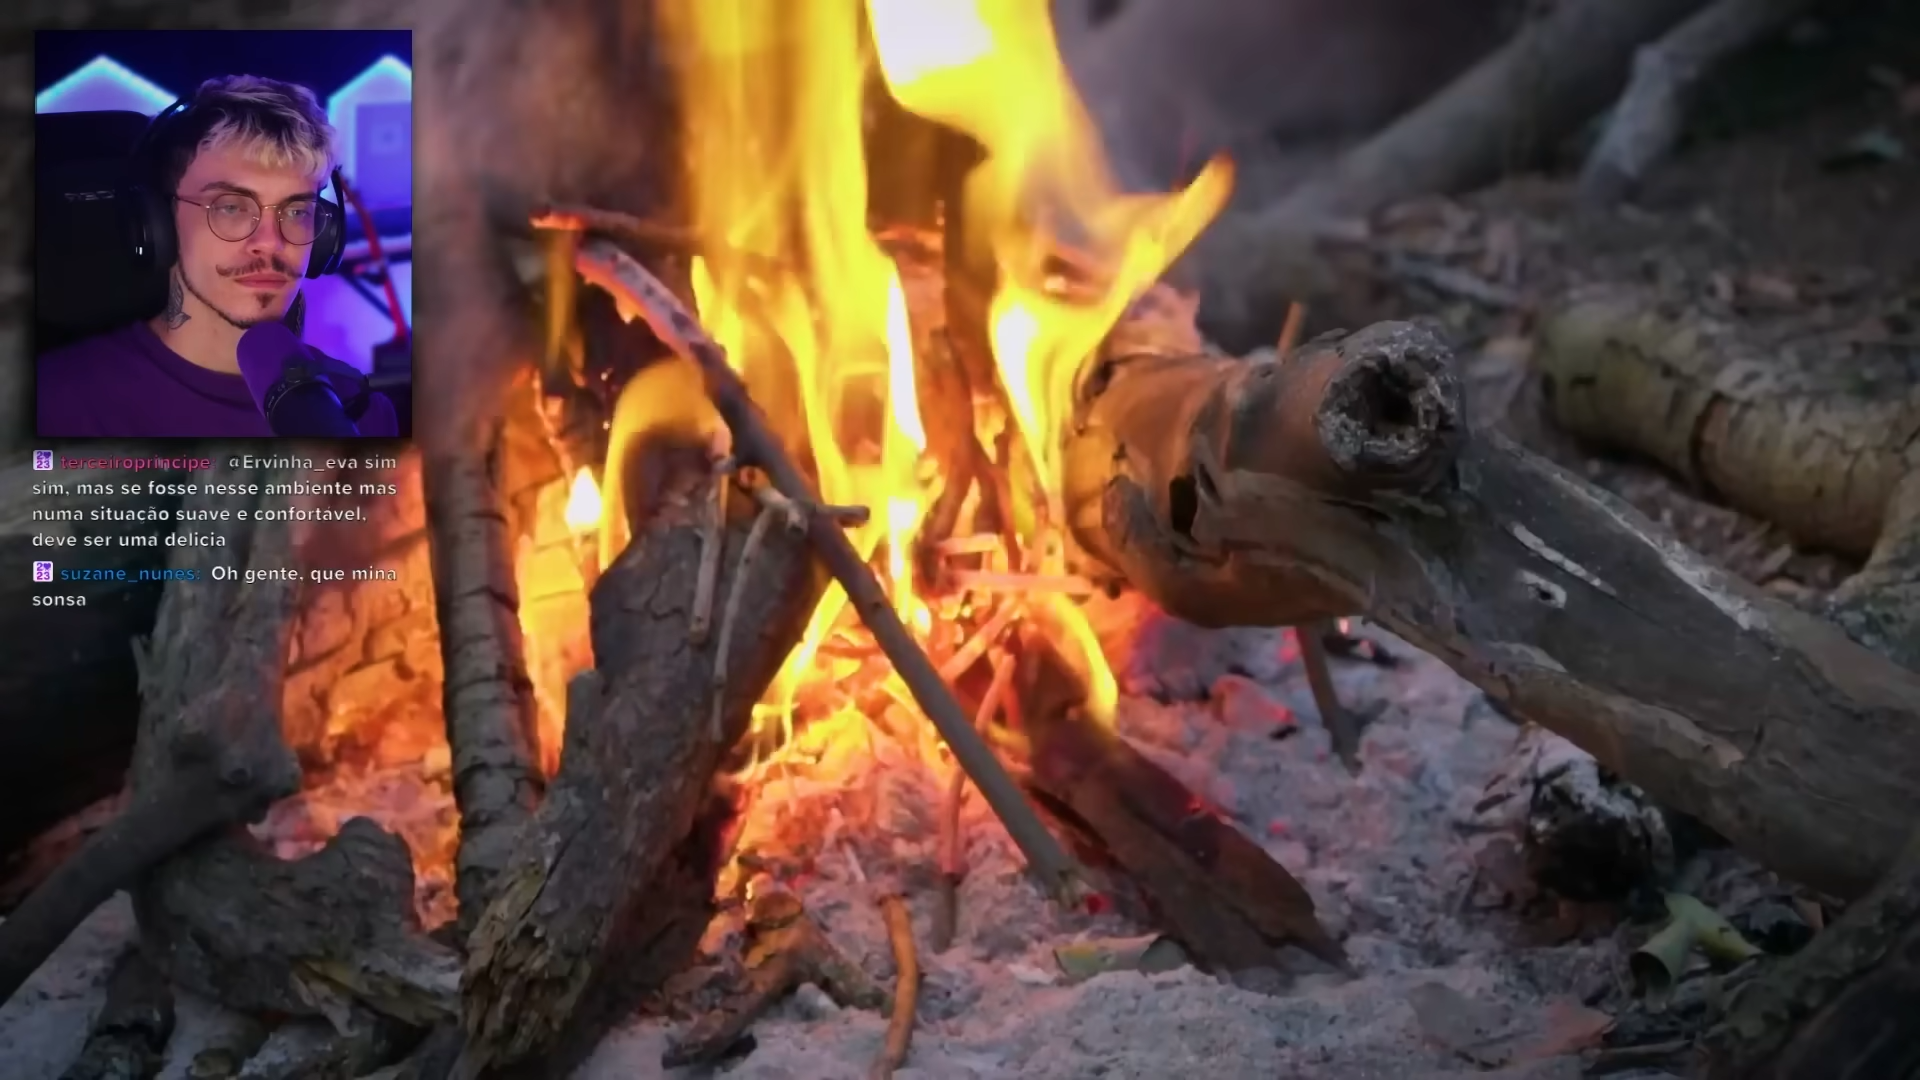 terceiroprincipe: @Ervinha_eva sim
sim, mas se fosse nesse ambiente mas
numa situação suave e confortável,
deve ser uma delicia
suzane_nunes: Oh gente, que mina
sonsa